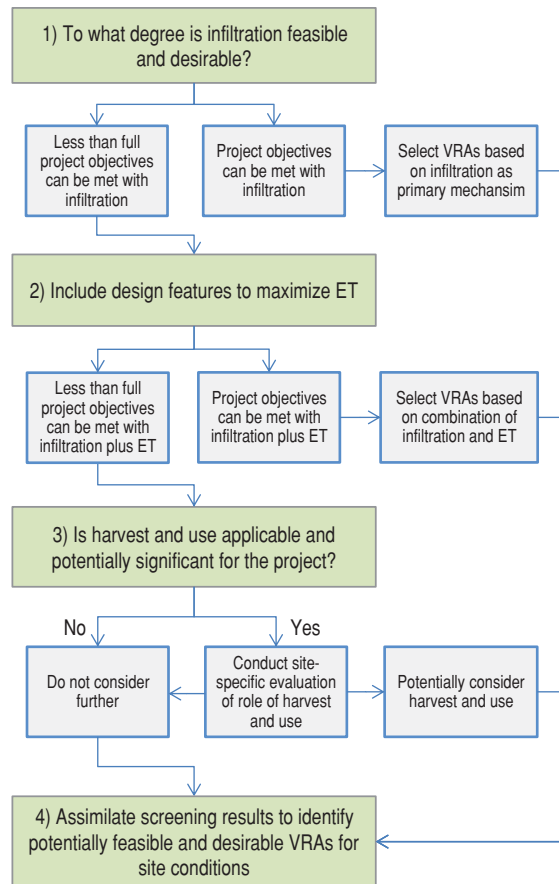 1) To what degree is infiltration feasible
and desirable?
Less than full
project objectives
can be met with
infiltration
Project objectives
can be met with
infiltration
Select VRAs based
on infiltration as
primary mechansim
2) Include design features to maximize ET
Less than full
project objectives
can be met with
infiltration plus ET
Project objectives
can be met with
infiltration plus ET
Select VRAs based
on combination of
infiltration and ET
3) Is harvest and use applicable and
potentially significant for the project?
No
Yes
Do not consider
further
Conduct site-
specific evaluation
of role of harvest
and use
Potentially consider
harvest and use
4) Assimilate screening results to identify
potentially feasible and desirable VRAs for
site conditions